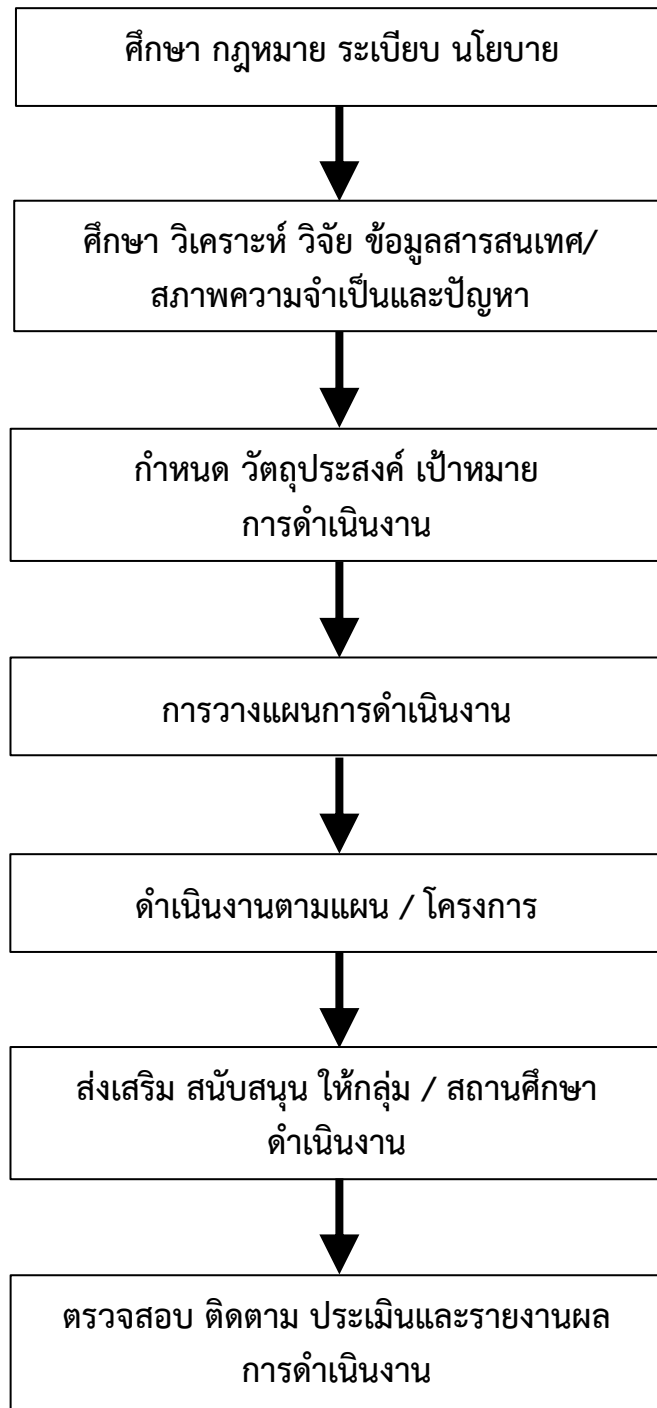 ศึกษา กฎหมาย ระเบียบ นโยบาย
ศึกษา วิเคราะห์ วิจัย ข้อมูลสารสนเทศ/
สภาพความจำเป็นและปัญหา
กำหนด วัตถุประสงค์ เป้าหมาย
การดำเนินงาน
การวางแผนการดำเนินงาน
ดำเนินงานตามแผน / โครงการ
ส่งเสริม สนับสนุน ให้กลุ่ม / สถานศึกษา
ดำเนินงาน
ตรวจสอบ ติดตาม ประเมินและรายงานผล
การดำเนินงาน